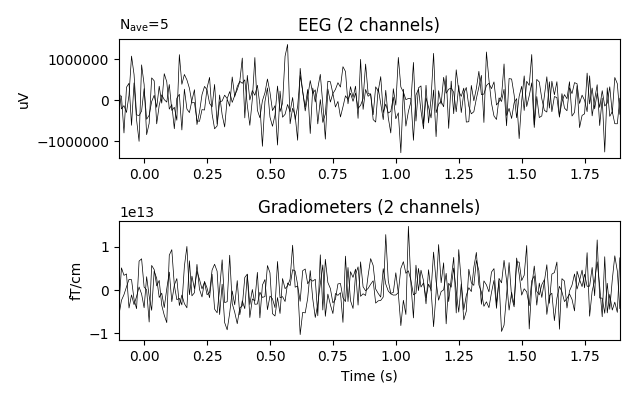 N_ave=5
EEG (2 channels)
1000000
0
−1000000
uV
0.00 0.25 0.50 0.75 1.00 1.25 1.50 1.75
1e13
Gradiometers (2 channels)
1
0
−1
fT/cm
0.00 0.25 0.50 0.75 1.00 1.25 1.50 1.75
Time (s)